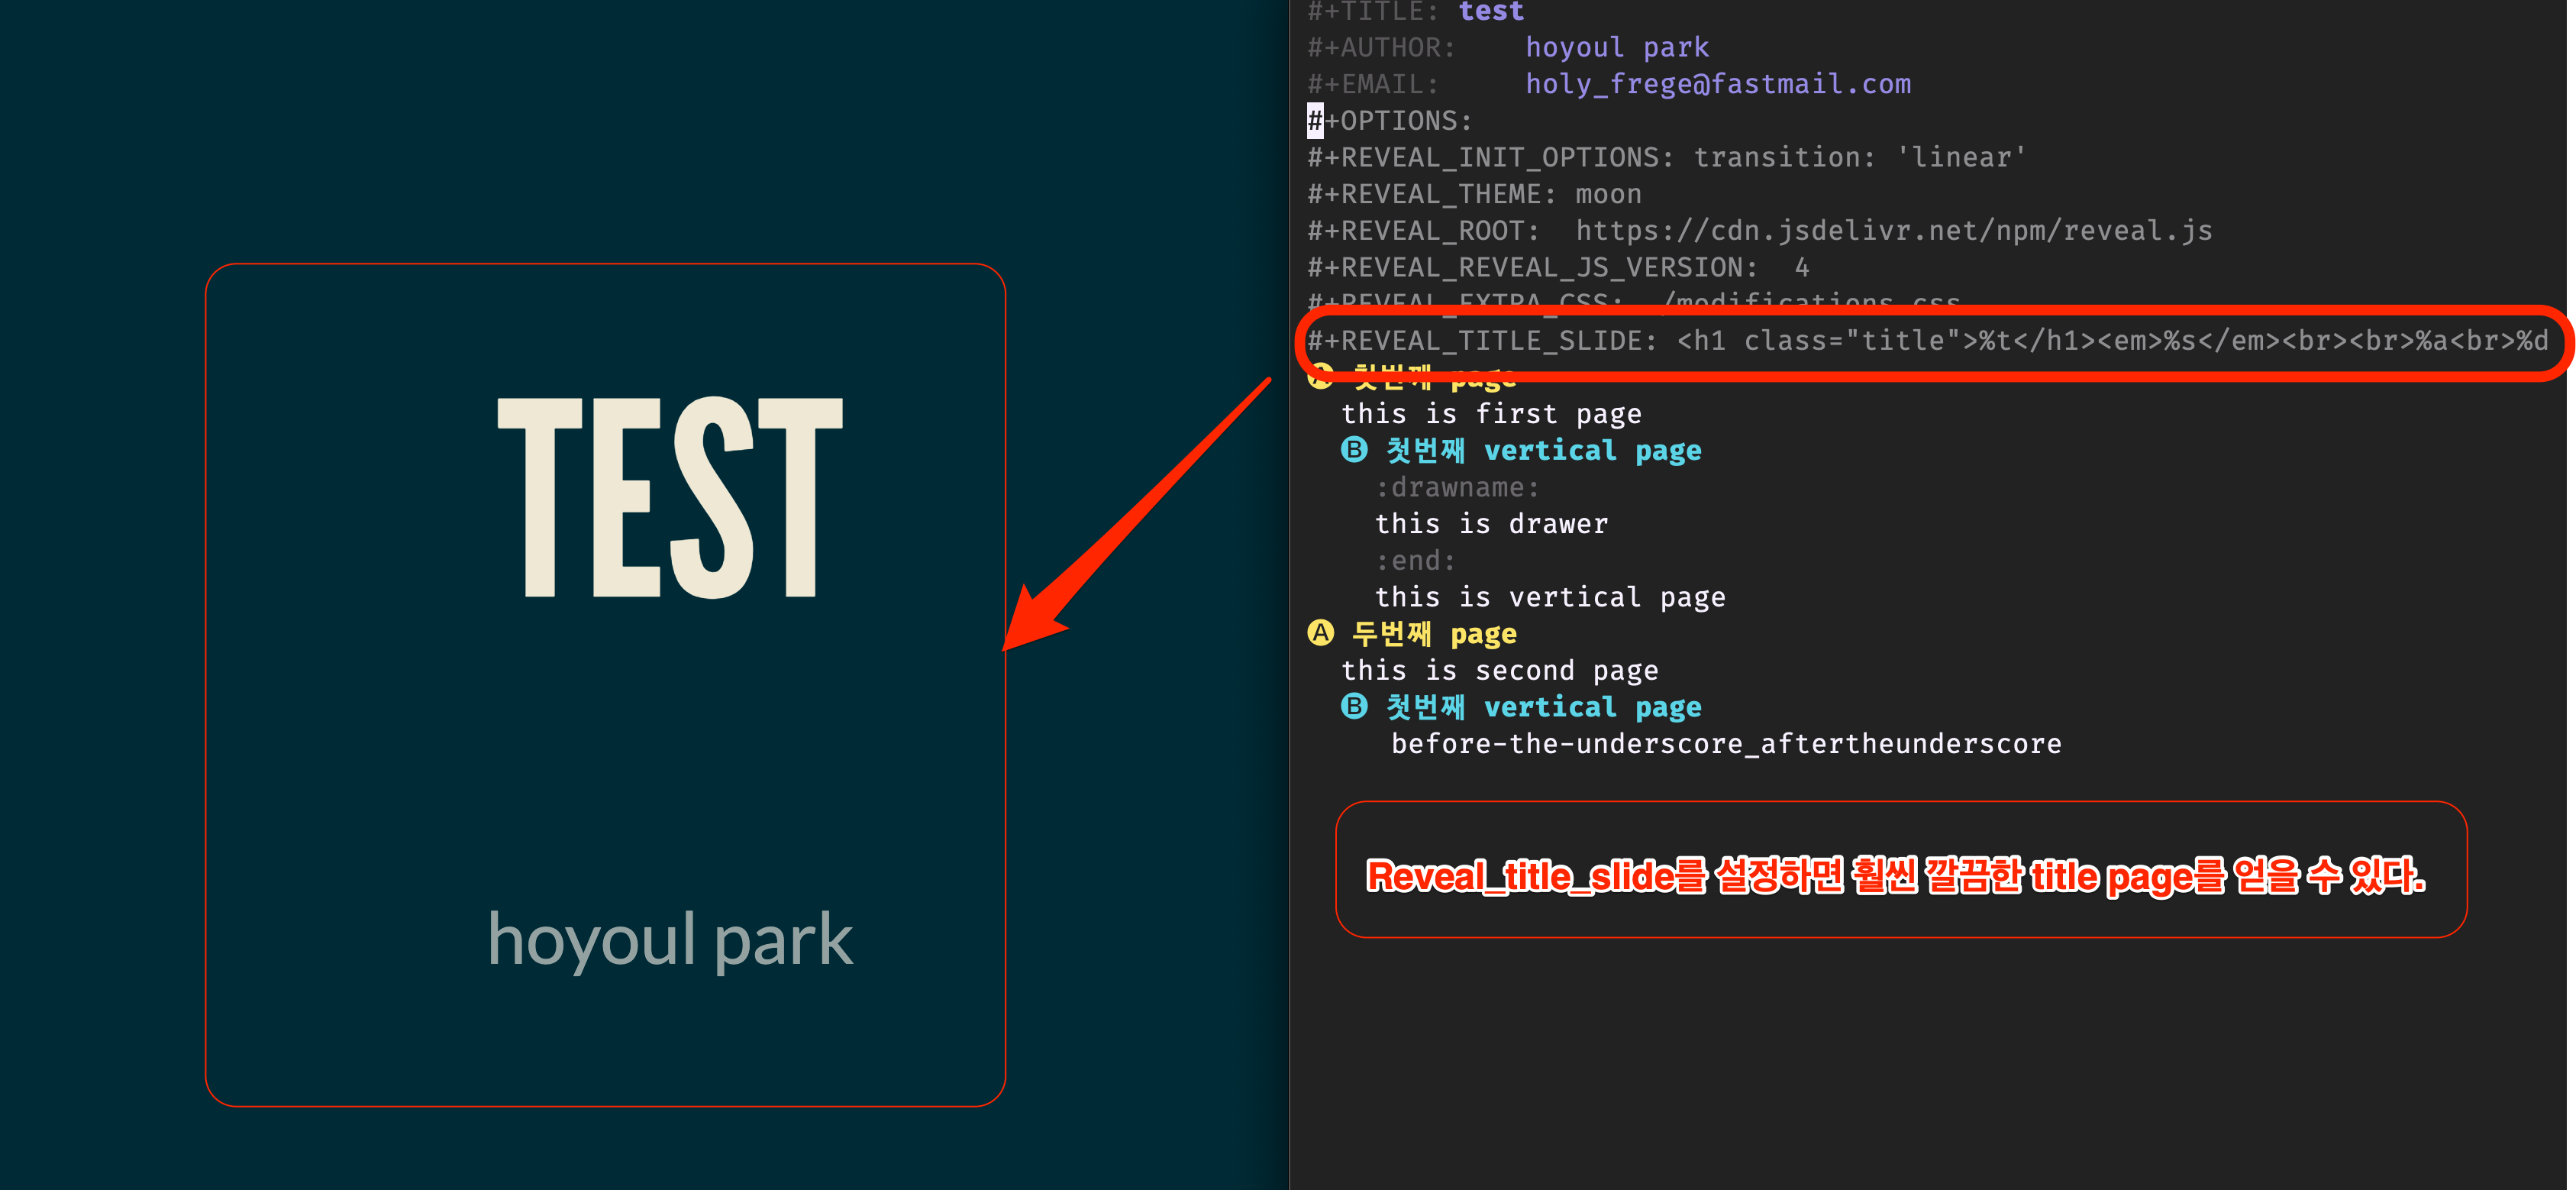 TEST
hoyoul park
#+TITLE: test
#+AUTHOR: hoyoul park
#+EMAIL: holy_frege@fastmail.com
#+OPTIONS:
#+REVEAL_INIT_OPTIONS: transition: 'linear'
#+REVEAL_THEME: moon
#+REVEAL_ROOT: https://cdn.jsdelivr.net/npm/reveal.js
#+REVEAL_REVEAL_JS_VERSION: 4
#+REVEAL_EXTRA_CSS: ./modifications.css
#+REVEAL_TITLE_SLIDE: <h1 class="title">%t</h1><em>%s</em><br><br>%a<br>%d
A 첫번째 page
this is first page
B 첫번째 vertical page
:drawname:
this is drawer
:end:
this is vertical page
A 두번째 page
this is second page
B 첫번째 vertical page
before-the-underscore_aftertheunderscore
Reveal_title_slide를 설정하면 훨씬 깔끔한 title page를 얻을 수 있다.